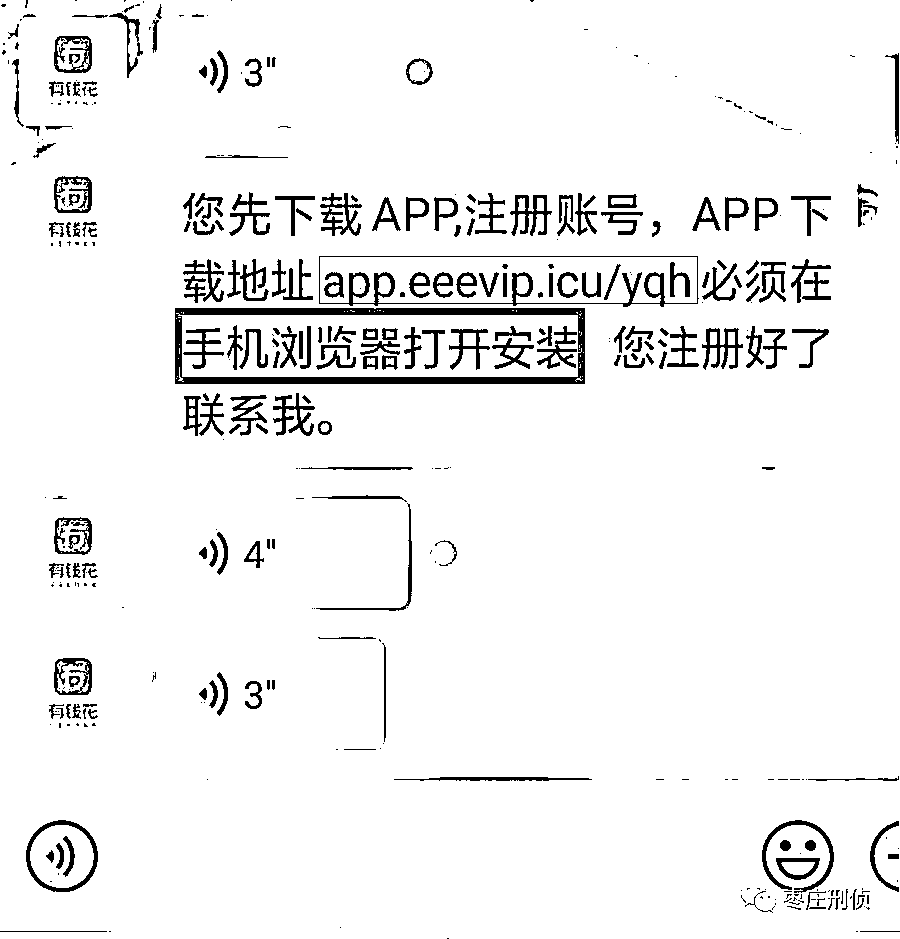 有钱花
3"
有钱花
您先下载APP,注册账号，APP下
载地址app.eeevip.icu/yqh必须在
手机浏览器打开安装 您注册好了
联系我。
有钱花
4"
有钱花
3"
枣庄刑侦